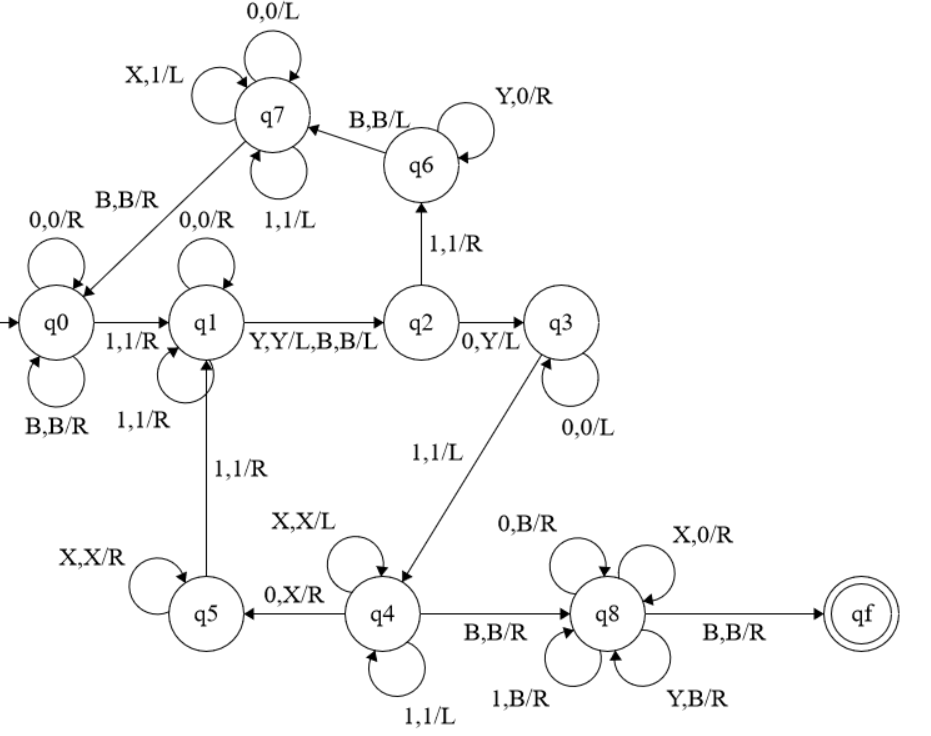 0,0/L
X,1/L
q7
Y,0/R
B,B/L
q6
1,1/L
B,B/R
0,0/R
0,0/R
1,1/R
q0
q1
q2
q3
1,1/R
Y,Y/L,B,B/L
0,Y/L
B,B/R
1,1/R
0,0/L
1,1/R
1,1/L
X,X/L
0,B/R
X,0/R
X,X/R
q5
0,X/R
q4
q8
qf
B,B/R
B,B/R
1,1/L
1,B/R
Y,B/R